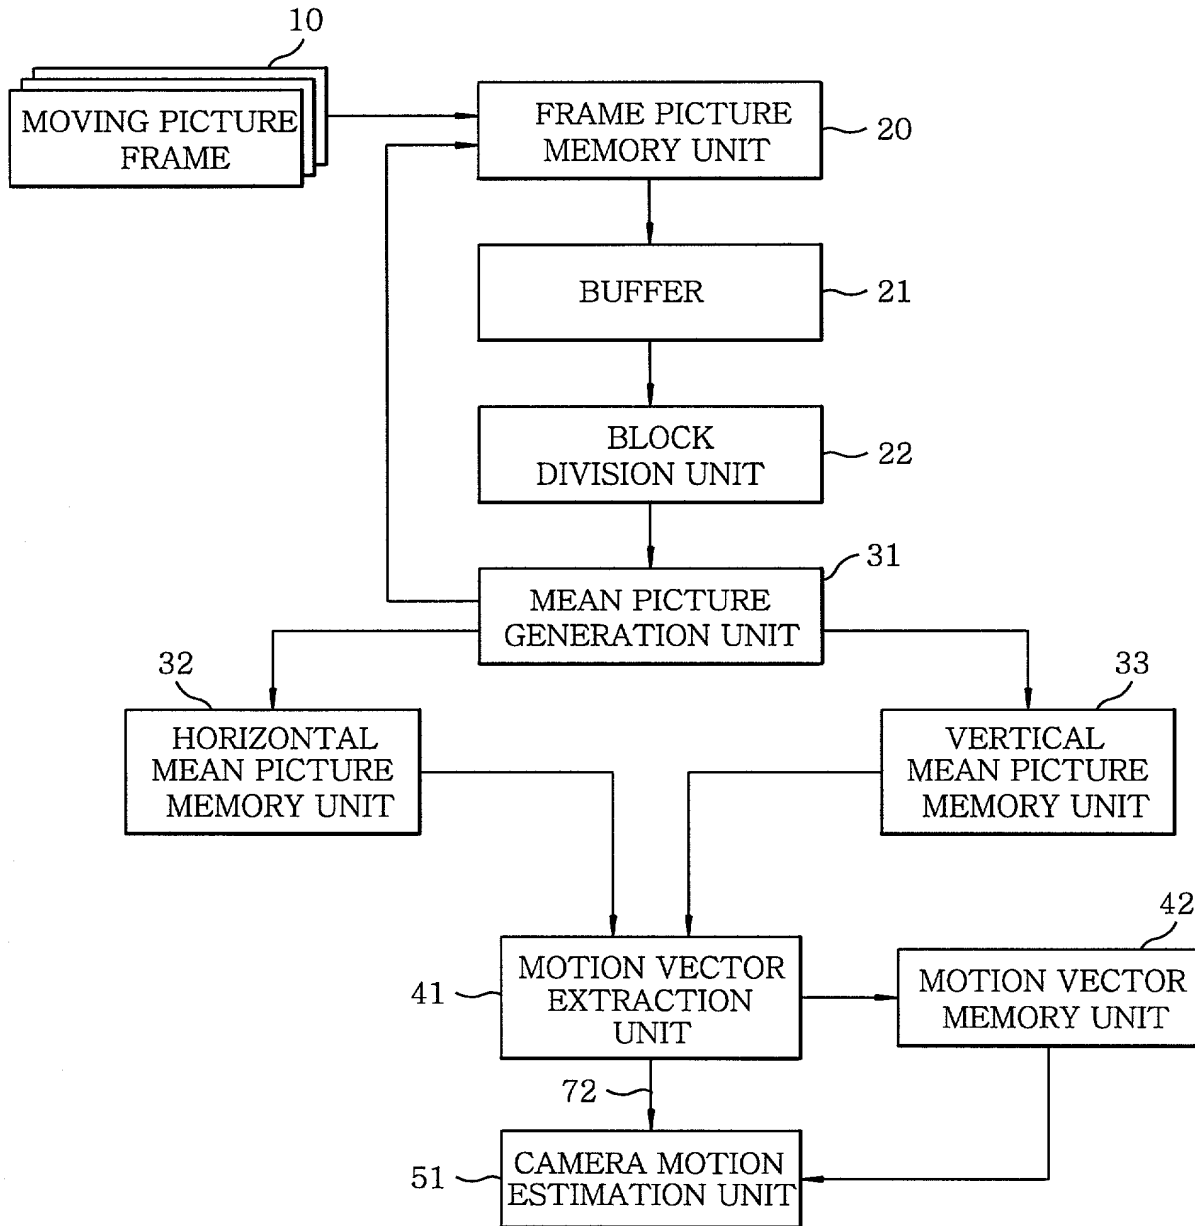 10
MOVING PICTURE
FRAME
FRAME PICTURE
MEMORY UNIT
20
BUFFER
21
BLOCK
DIVISION UNIT
22
31
MEAN PICTURE
GENERATION UNIT
32
33
HORIZONTAL
MEAN PICTURE
MEMORY UNIT
VERTICAL
MEAN PICTURE
MEMORY UNIT
42
41
MOTION VECTOR
EXTRACTION
UNIT
MOTION VECTOR
MEMORY UNIT
72
51
CAMERA MOTION
ESTIMATION UNIT